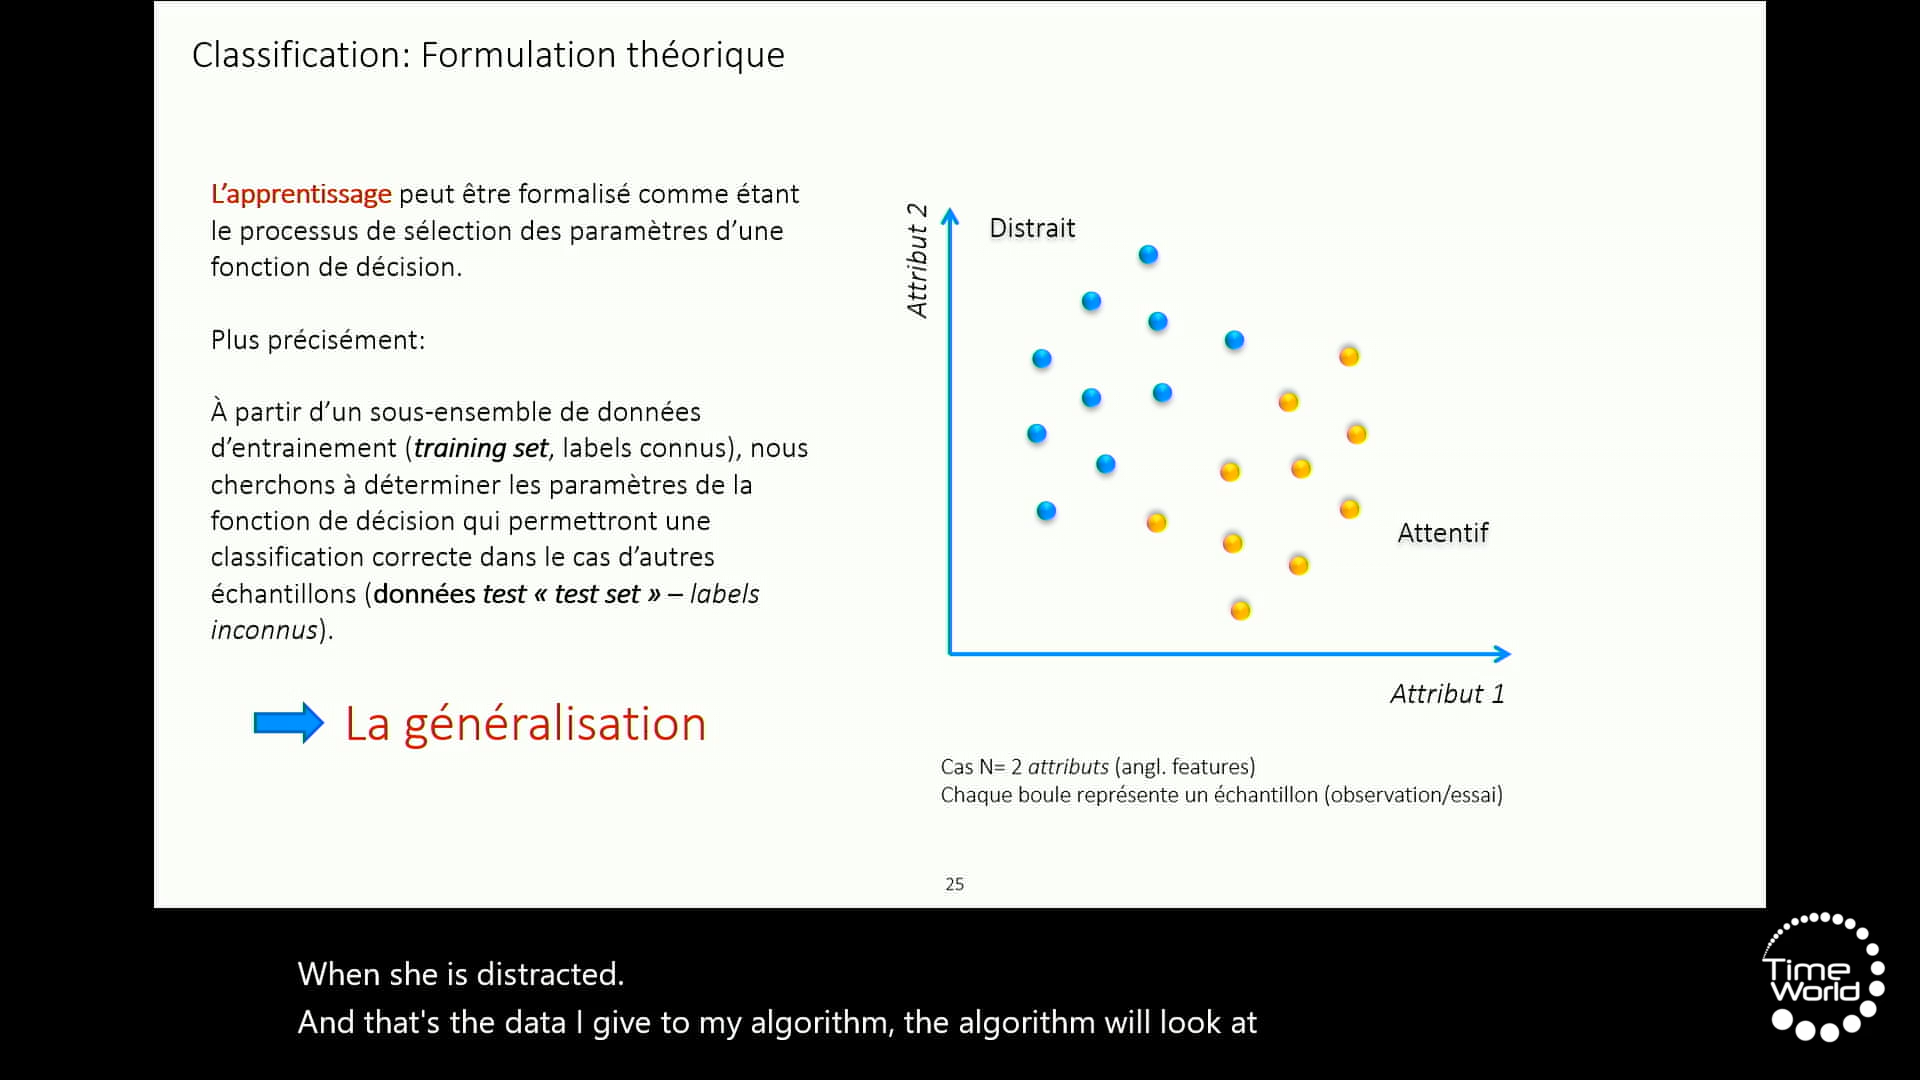 Classification: Formulation théorique
L’apprentissage peut être formalisé comme étant
le processus de sélection des paramètres d’une
fonction de décision.
Plus précisément:
À partir d’un sous-ensemble de données
d’entrainement (training set, labels connus), nous
cherchons à déterminer les paramètres de la
fonction de décision qui permettront une
classification correcte dans le cas d’autres
échantillons (données test « test set » – labels
inconnus).
La généralisation
Attribut 2
Distrait
Attentif
Attribut 1
Cas N= 2 attributs (angl. features)
Chaque boule représente un échantillon (observation/essai)
25
When she is distracted.
And that's the data I give to my algorithm, the algorithm will look at
Time
World